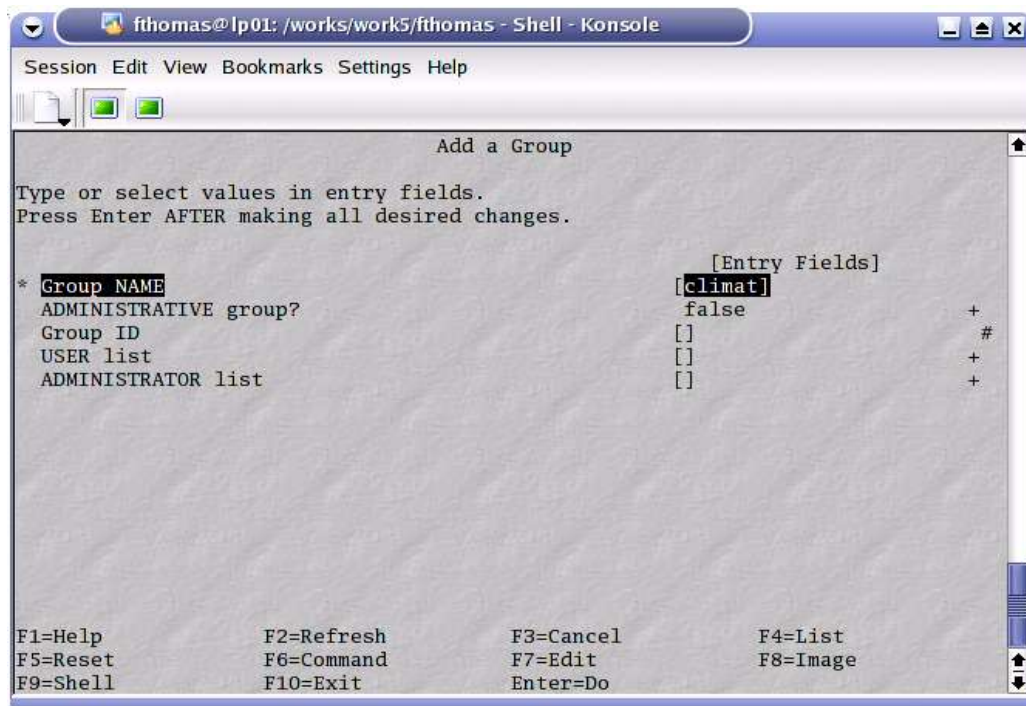 fthomas@lp01: /works/work5/fthomas - Shell - Konsole
Session Edit View Bookmarks Settings Help
Add a Group
Type or select values in entry fields.
Press Enter AFTER making all desired changes.
[Entry Fields]
* Group NAME [climat]
ADMINISTRATIVE group? false +
Group ID [] #
USER list [] +
ADMINISTRATOR list [] +
F1=Help F2=Refresh F3=Cancel F4=List
F5=Reset F6=Command F7=Edit F8=Image
F9=Shell F10=Exit Enter=Do